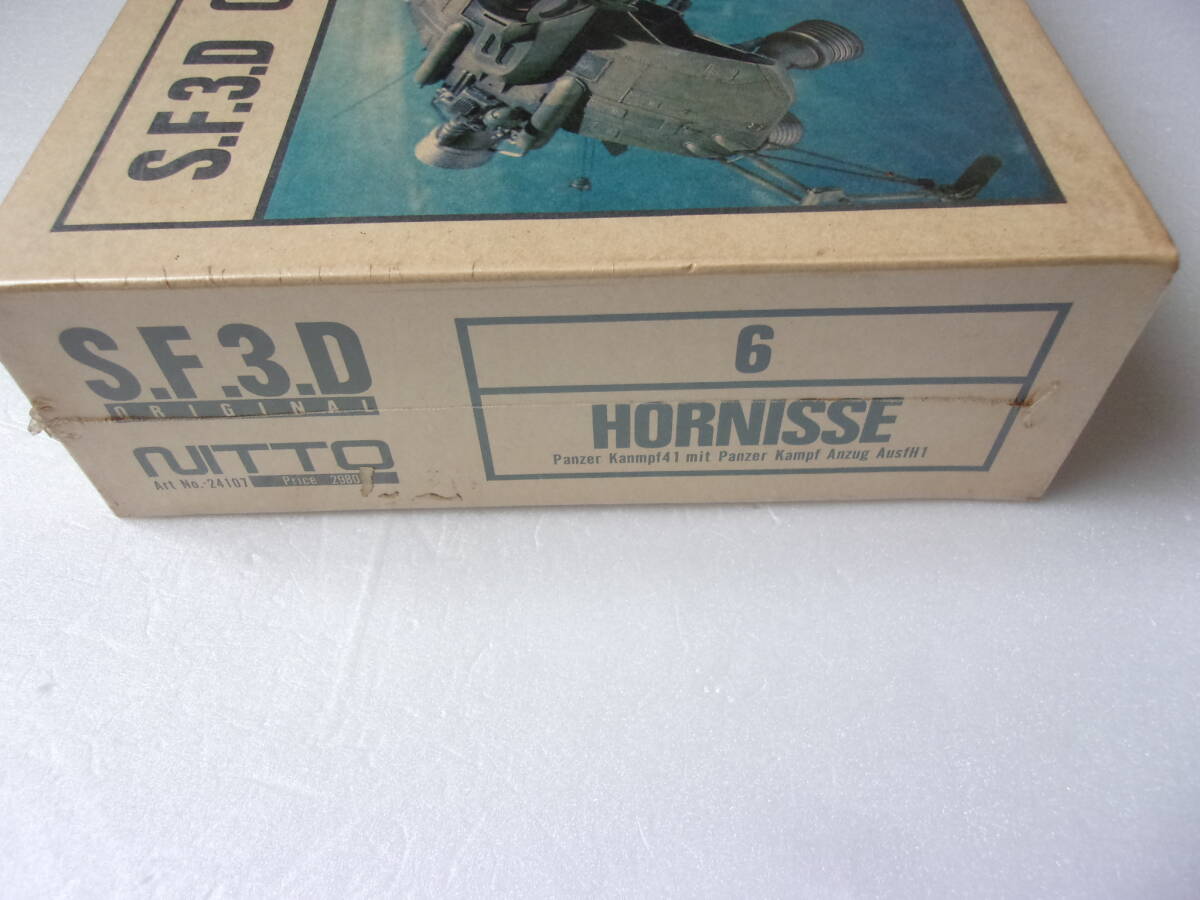 S.F.3.D O
S.F.3.D
ORIGINAL
NITTO
Art No.-24107 Price 2980
6
HORNISSE
Panzer Kanmpf41 mit Panzer Kampf Anzug AusfH1